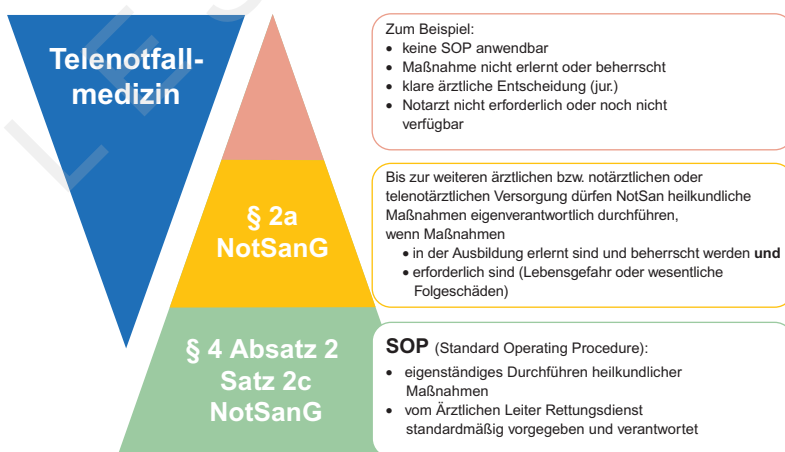 Telenotfall-
medizin
Zum Beispiel:
• keine SOP anwendbar
• Maßnahme nicht erlernt oder beherrscht
• klare ärztliche Entscheidung (jur.)
• Notarzt nicht erforderlich oder noch nicht
verfügbar
§ 2a
NotSanG
Bis zur weiteren ärztlichen bzw. notärztlichen oder
telenotärztlichen Versorgung dürfen NotSan heilkundliche
Maßnahmen eigenverantwortlich durchführen,
wenn Maßnahmen
• in der Ausbildung erlernt sind und beherrscht werden und
• erforderlich sind (Lebensgefahr oder wesentliche
Folgeschäden)
§ 4 Absatz 2
Satz 2c
NotSanG
SOP (Standard Operating Procedure):
• eigenständiges Durchführen heilkundlicher
Maßnahmen
• vom Ärztlichen Leiter Rettungsdienst
standardmäßig vorgegeben und verantwortet